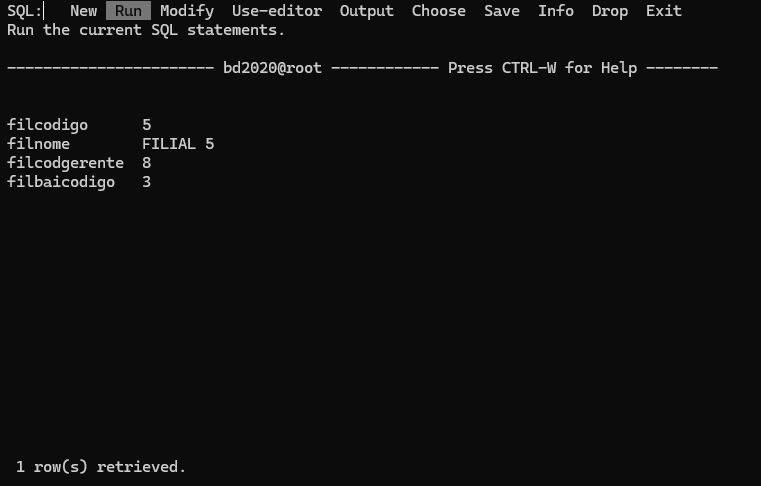 SQL:   New  Run  Modify  Use-editor  Output  Choose  Save  Info  Drop  Exit
Run the current SQL statements.
----------------------- bd2020@root ------------ Press CTRL-W for Help --------
filcodigo      5
filnome        FILIAL 5
filcodgerente  8
filbaicodigo   3
1 row(s) retrieved.